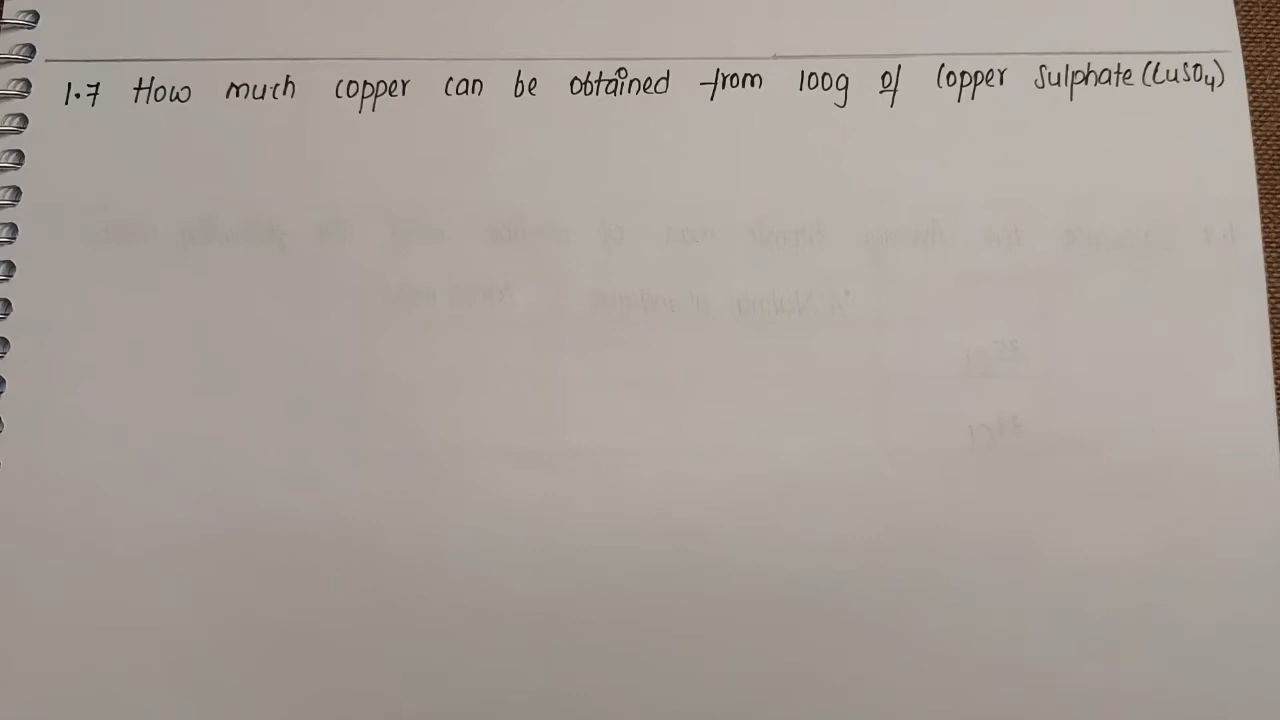 1.7 How much copper can be obtained from 100g of Copper Sulphate (CuSO4)